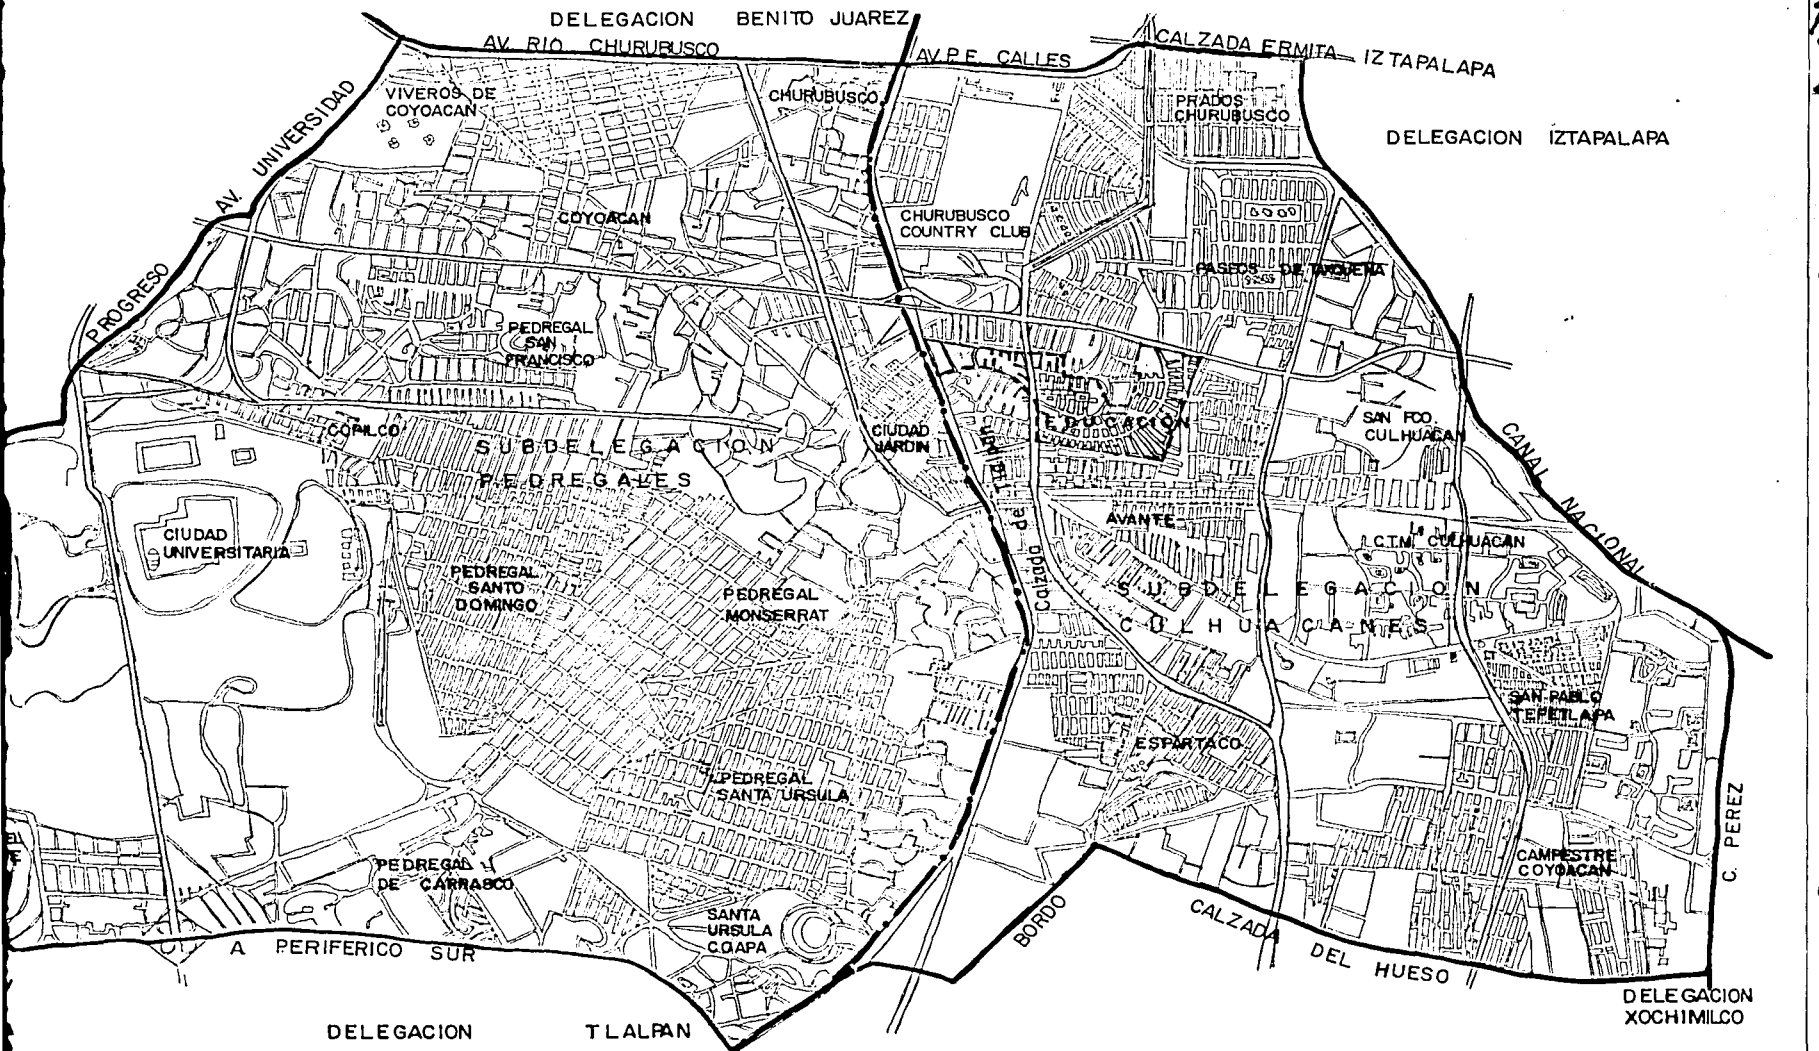 DELEGACION BENITO JUAREZ
AV. RIO CHURUBUSCO
AV. P. E. CALLES
CALZADA ERMITA IZTAPALAPA
VIVEROS DE
COYOACAN
CHURUBUSCO
PRADOS
CHURUBUSCO
DELEGACION IZTAPALAPA
AV. UNIVERSIDAD
COYOACAN
CHURUBUSCO
COUNTRY CLUB
PASEOS DE TAXQUEÑA
PROGRESO
PEDREGAL
SAN
FRANCISCO
COPILCO
SUBDELEGACION
PEDREGALES
CIUDAD
JARDIN
EDUCACION
SAN FCO.
CULHUACAN
CANAL NACIONAL
Calzada de Tlalpan
CIUDAD
UNIVERSITARIA
AVANTE
C.T.M. CULHUACAN
PEDREGAL
SANTO
DOMINGO
PEDREGAL
MONSERRAT
SUBDELEGACION
CULHUACANES
SAN PABLO
TEPETLAPA
ESPARTACO
PEDREGAL
SANTA URSULA
C. PEREZ
PEDREGAL
DE CARRASCO
CAMPESTRE
COYOACAN
SANTA
URSULA
COAPA
BORDO
CALZADA DEL HUESO
A PERIFERICO SUR
DELEGACION TLALPAN
DELEGACION
XOCHIMILCO